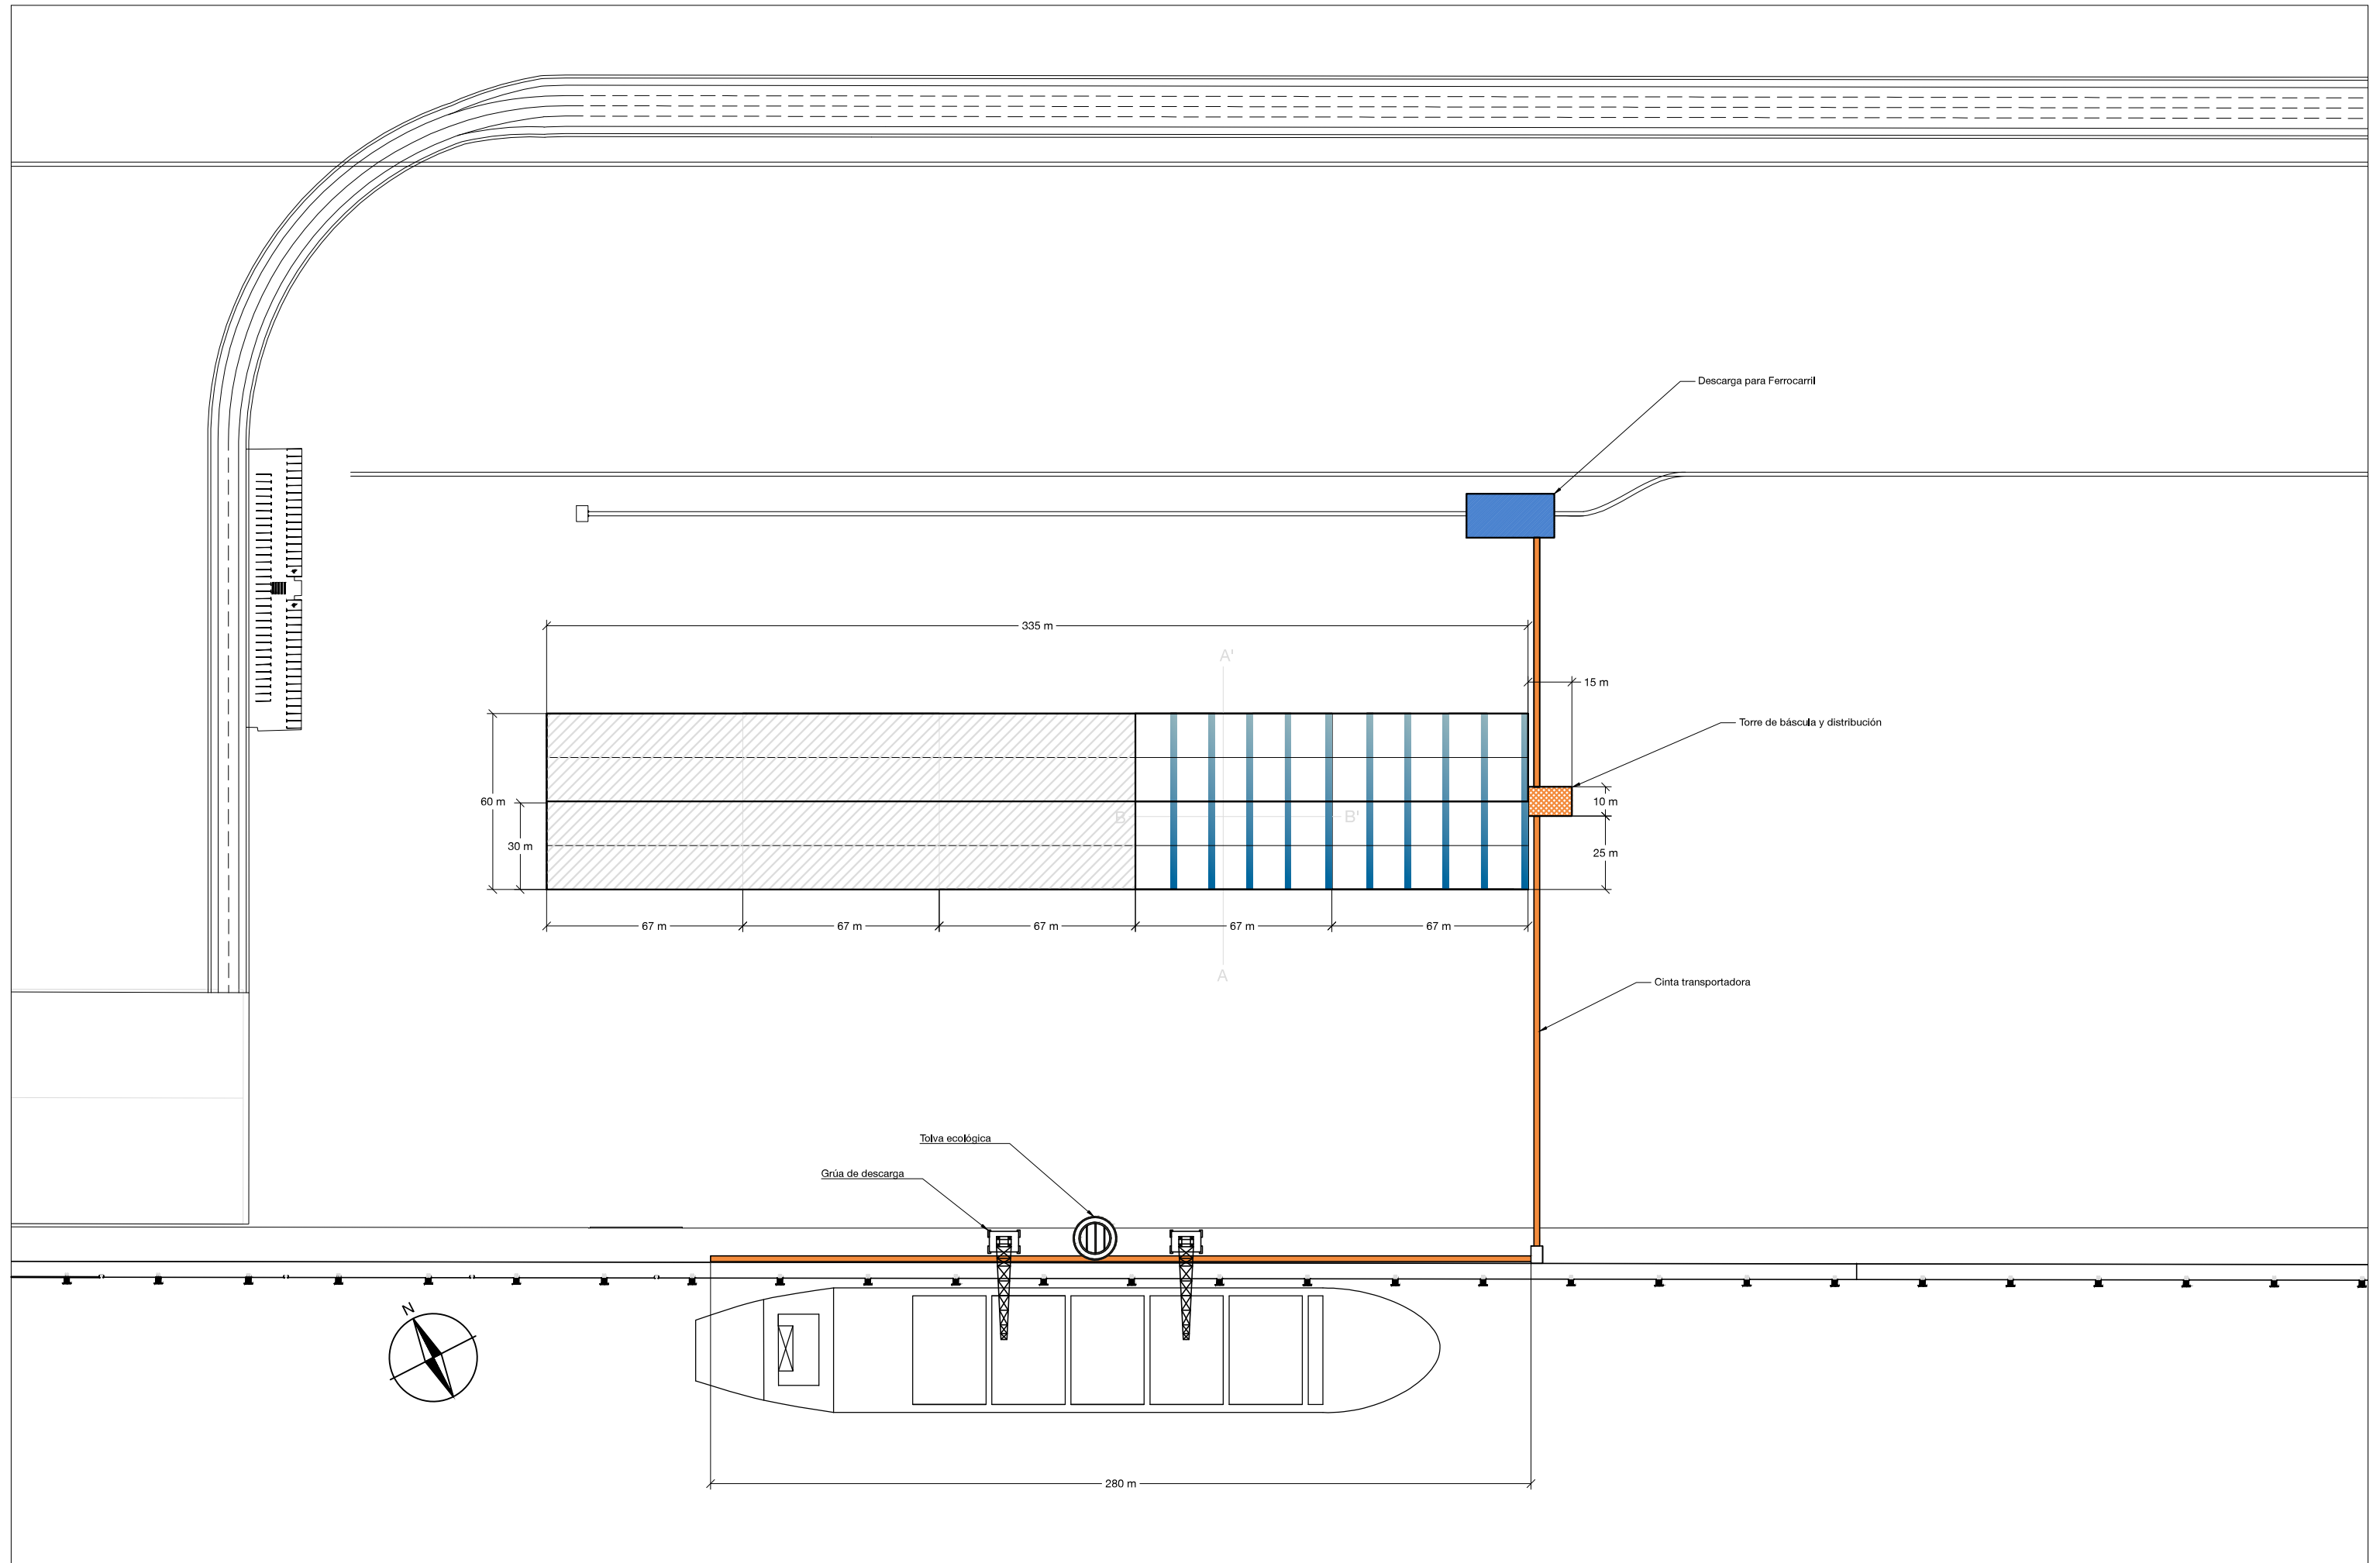 Descarga para Ferrocarril
335 m
A'
15 m
Torre de báscula y distribución
60 m
10 m
B
B'
30 m
25 m
67 m
67 m
67 m
67 m
67 m
A
Cinta transportadora
Tolva ecológica
Grúa de descarga
N
280 m